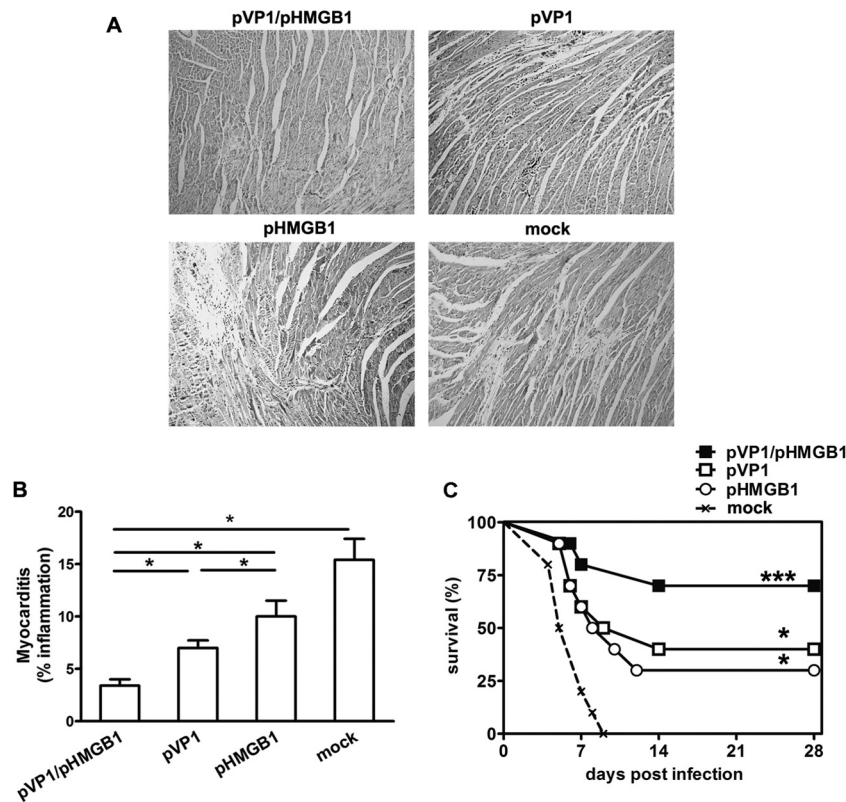 A
pVP1/pHMGB1
pVP1
pHMGB1
mock
B
Myocarditis
(% inflammation)
20
15
10
5
0
*
*
*
*
pVP1/pHMGB1
pVP1
pHMGB1
mock
C
pVP1/pHMGB1
pVP1
pHMGB1
mock
survival (%)
100
75
50
25
0
***
*
*
0
7
14
21
28
days post infection